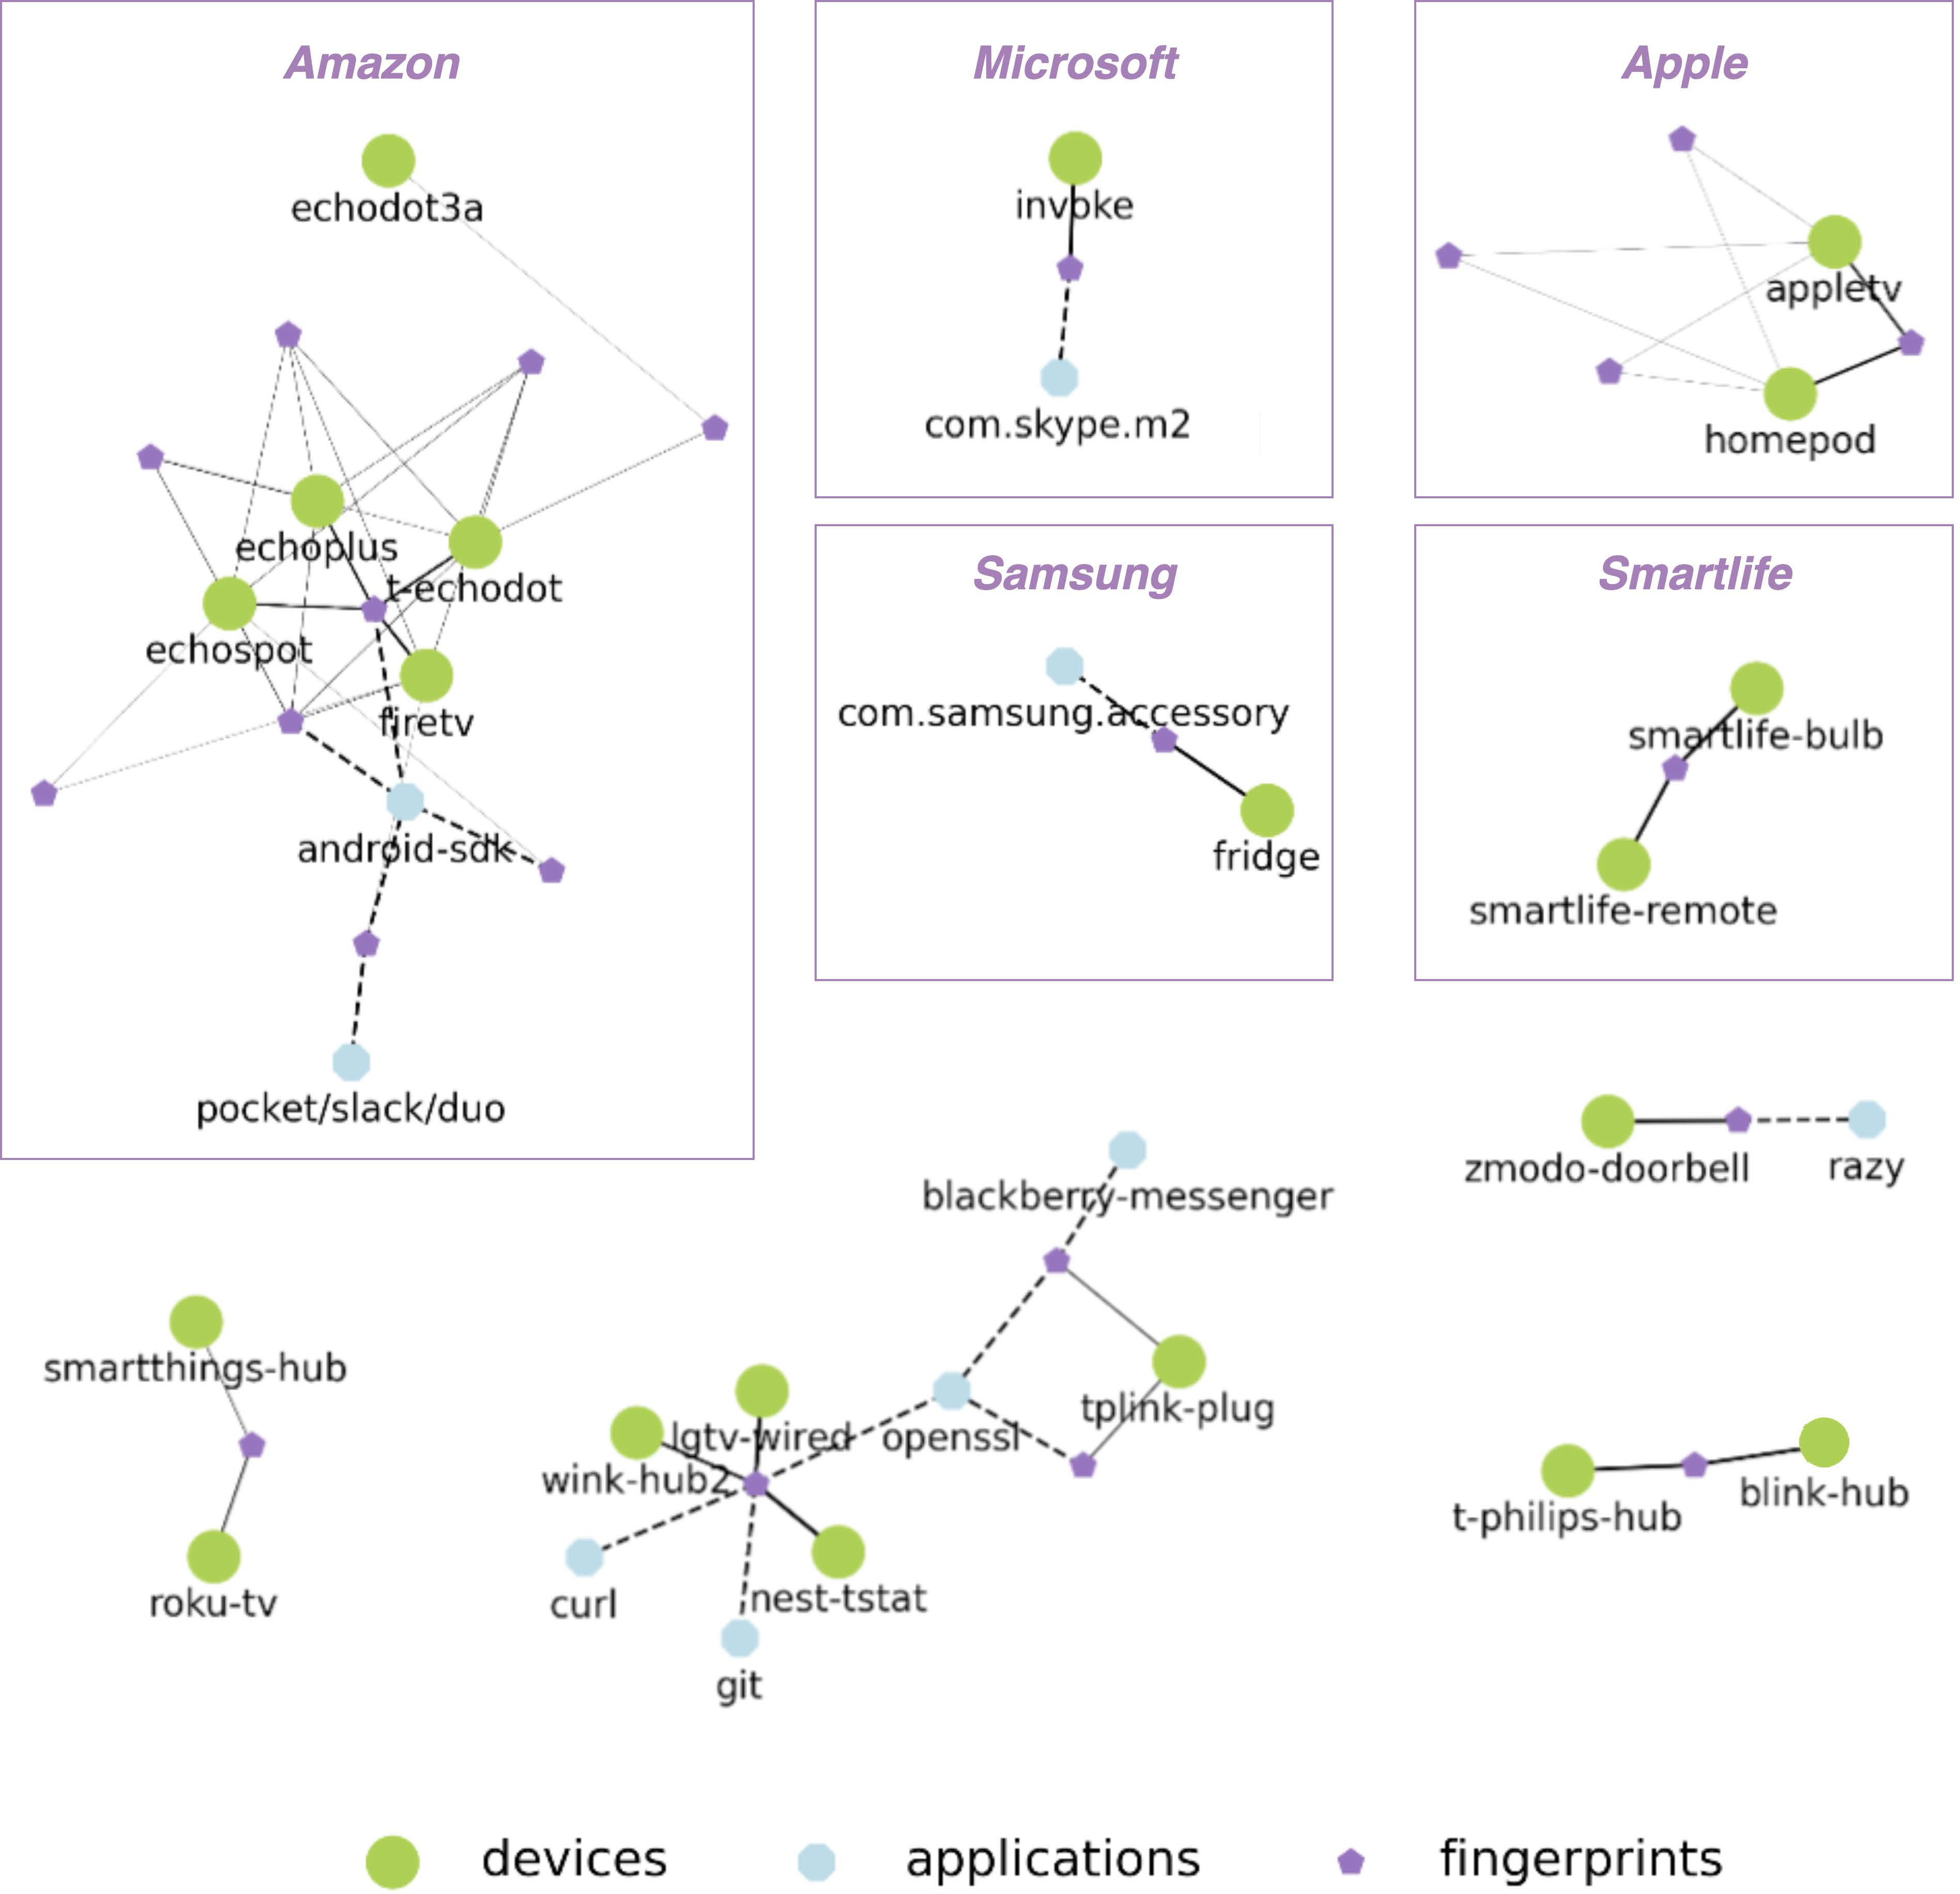 Amazon
echodot3a
echoplus
t-echodot
echospot
firetv
android-sdk
pocket/slack/duo
Microsoft
invoke
com.skype.m2
Apple
appletv
homepod
Samsung
com.samsung.accessory
fridge
Smartlife
smartlife-bulb
smartlife-remote
zmodo-doorbell
razy
blackberry-messenger
smartthings-hub
roku-tv
tplink-plug
lgtv-wired
openssl
wink-hub2
curl
nest-tstat
git
blink-hub
t-philips-hub
devices
applications
fingerprints